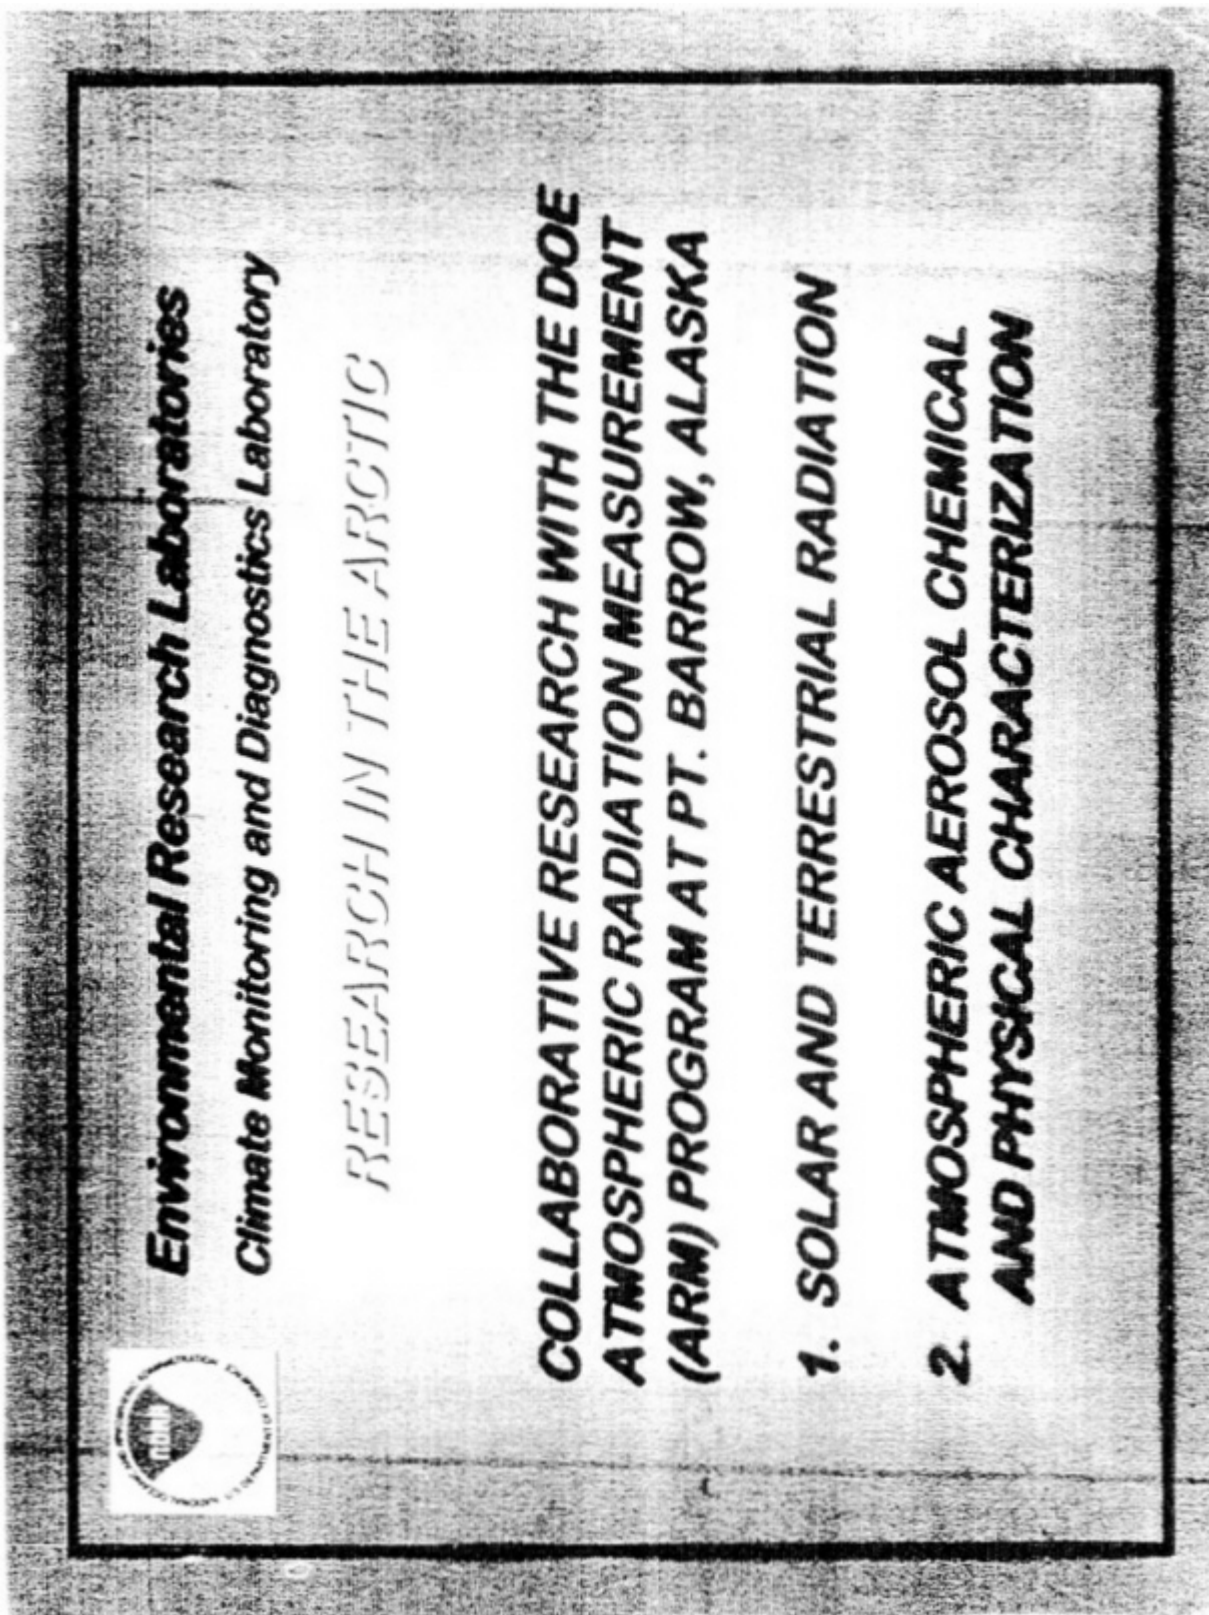 Environmental Research Laboratories
Climate Monitoring and Diagnostics Laboratory
RESEARCH IN THE ARCTIC
COLLABORATIVE RESEARCH WITH THE DOE
ATMOSPHERIC RADIATION MEASUREMENT
(ARM) PROGRAM AT PT. BARROW, ALASKA
1. SOLAR AND TERRESTRIAL RADIATION
2. ATMOSPHERIC AEROSOL CHEMICAL
AND PHYSICAL CHARACTERIZATION
noaa